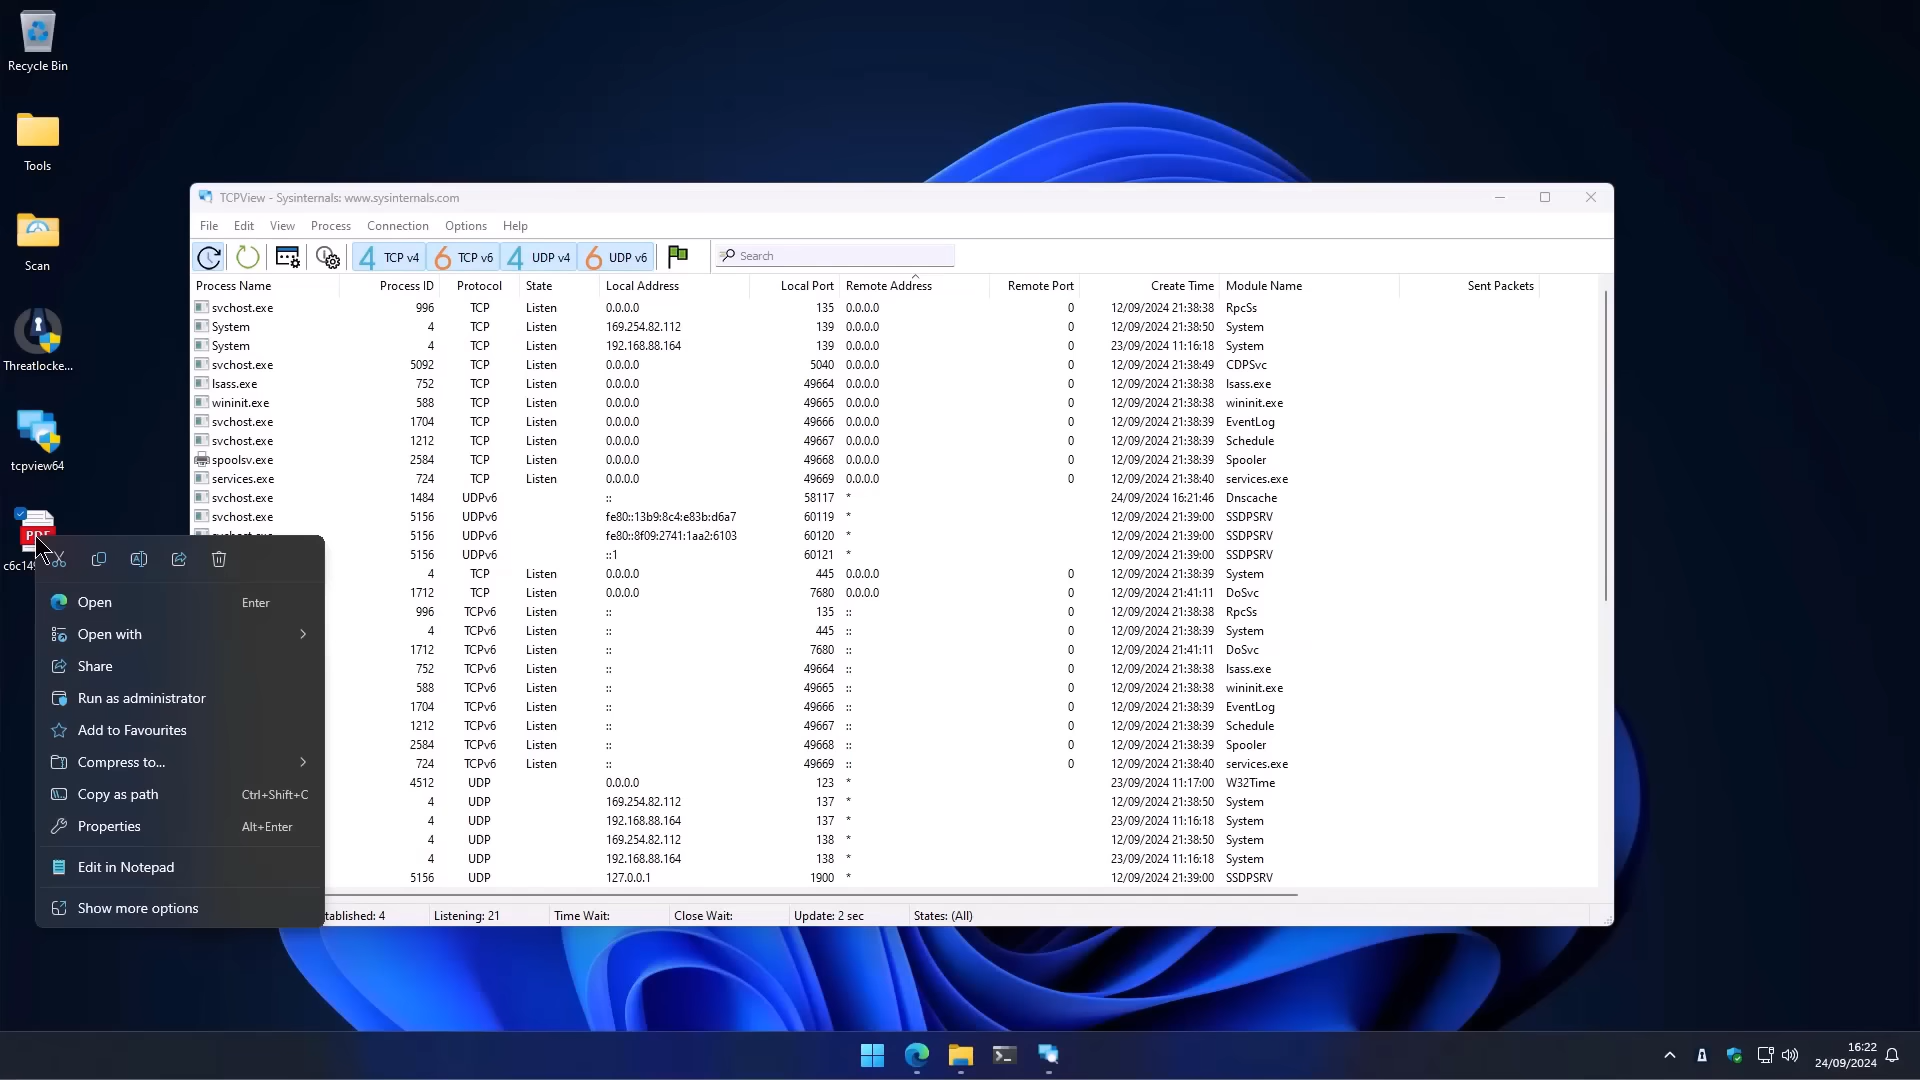 Recycle Bin
Tools
Scan
Threatlocke...
tcpview64
PDF
TCPView - Sysinternals: www.sysinternals.com
File Edit View Process Connection Options Help
4 TCP v4 6 TCP v6 4 UDP v4 6 UDP v6 Search
Process Name Process ID Protocol State Local Address Local Port Remote Address Remote Port Create Time Module Name Sent Packets
svchost.exe 996 TCP Listen 0.0.0.0 135 0.0.0.0 0 12/09/2024 21:38:38 RpcSs
System 4 TCP Listen 169.254.82.112 139 0.0.0.0 0 12/09/2024 21:38:50 System
System 4 TCP Listen 192.168.88.164 139 0.0.0.0 0 23/09/2024 11:16:18 System
svchost.exe 5092 TCP Listen 0.0.0.0 5040 0.0.0.0 0 12/09/2024 21:38:49 CDPSvc
lsass.exe 752 TCP Listen 0.0.0.0 49664 0.0.0.0 0 12/09/2024 21:38:38 lsass.exe
wininit.exe 588 TCP Listen 0.0.0.0 49665 0.0.0.0 0 12/09/2024 21:38:38 wininit.exe
svchost.exe 1704 TCP Listen 0.0.0.0 49666 0.0.0.0 0 12/09/2024 21:38:39 EventLog
svchost.exe 1212 TCP Listen 0.0.0.0 49667 0.0.0.0 0 12/09/2024 21:38:39 Schedule
spoolsv.exe 2584 TCP Listen 0.0.0.0 49668 0.0.0.0 0 12/09/2024 21:38:39 Spooler
services.exe 724 TCP Listen 0.0.0.0 49669 0.0.0.0 0 12/09/2024 21:38:40 services.exe
svchost.exe 1484 UDPv6 :: 58117 * 24/09/2024 16:21:46 Dnscache
svchost.exe 5156 UDPv6 fe80::13b9:8c4:e83b:d6a7 60119 * 12/09/2024 21:39:00 SSDPSRV
5156 UDPv6 fe80::8f09:2741:1aa2:6103 60120 * 12/09/2024 21:39:00 SSDPSRV
5156 UDPv6 ::1 60121 * 12/09/2024 21:39:00 SSDPSRV
4 TCP Listen 0.0.0.0 445 0.0.0.0 0 12/09/2024 21:38:39 System
1712 TCP Listen 0.0.0.0 7680 0.0.0.0 0 12/09/2024 21:41:11 DoSvc
996 TCPv6 Listen :: 135 :: 0 12/09/2024 21:38:38 RpcSs
4 TCPv6 Listen :: 445 :: 0 12/09/2024 21:38:39 System
1712 TCPv6 Listen :: 7680 :: 0 12/09/2024 21:41:11 DoSvc
752 TCPv6 Listen :: 49664 :: 0 12/09/2024 21:38:38 lsass.exe
588 TCPv6 Listen :: 49665 :: 0 12/09/2024 21:38:38 wininit.exe
1704 TCPv6 Listen :: 49666 :: 0 12/09/2024 21:38:39 EventLog
1212 TCPv6 Listen :: 49667 :: 0 12/09/2024 21:38:39 Schedule
2584 TCPv6 Listen :: 49668 :: 0 12/09/2024 21:38:39 Spooler
724 TCPv6 Listen :: 49669 :: 0 12/09/2024 21:38:40 services.exe
4512 UDP 0.0.0.0 123 * 23/09/2024 11:17:00 W32Time
4 UDP 169.254.82.112 137 * 12/09/2024 21:38:50 System
4 UDP 192.168.88.164 137 * 23/09/2024 11:16:18 System
4 UDP 169.254.82.112 138 * 12/09/2024 21:38:50 System
4 UDP 192.168.88.164 138 * 23/09/2024 11:16:18 System
5156 UDP 127.0.0.1 1900 * 12/09/2024 21:39:00 SSDPSRV
tablished: 4 Listening: 21 Time Wait: Close Wait: Update: 2 sec States: (All)
Open Enter
Open with
Share
Run as administrator
Add to Favourites
Compress to...
Copy as path Ctrl+Shift+C
Properties Alt+Enter
Edit in Notepad
Show more options
16:22
24/09/2024